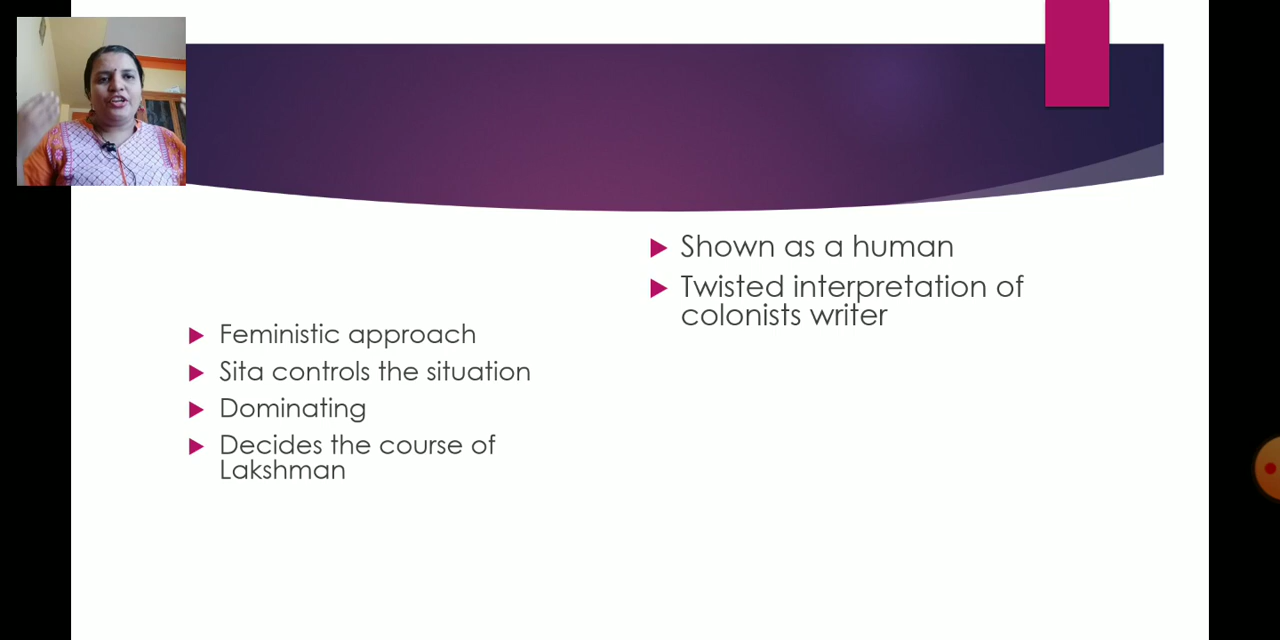 Feministic approach
Sita controls the situation
Dominating
Decides the course of
Lakshman
Shown as a human
Twisted interpretation of
colonists writer